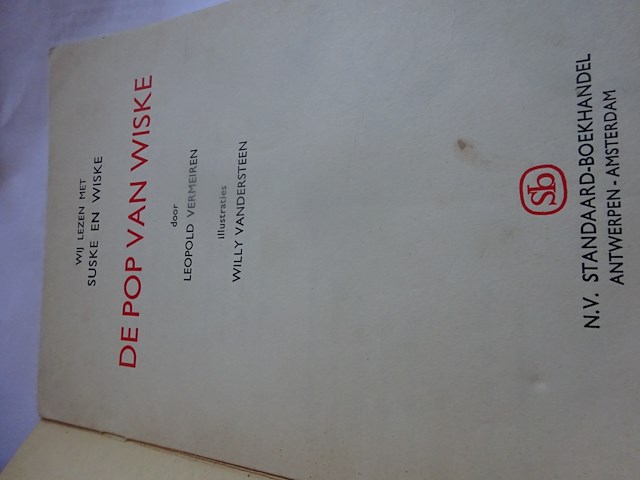 WIJ LEZEN MET
SUSKE EN WISKE
DE POP VAN WISKE
door
LEOPOLD VERMEIREN
illustraties
WILLY VANDERSTEEN
sb
N.V. STANDAARD-BOEKHANDEL
ANTWERPEN - AMSTERDAM